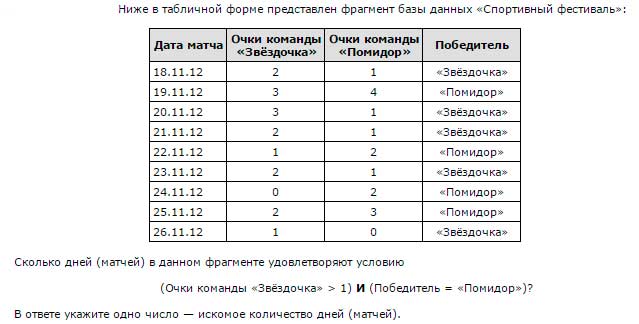 Ниже в табличной форме представлен фрагмент базы данных «Спортивный фестиваль»:
Дата матча Очки команды «Звёздочка» Очки команды «Помидор» Победитель
18.11.12 2 1 «Звёздочка»
19.11.12 3 4 «Помидор»
20.11.12 3 1 «Звёздочка»
21.11.12 2 1 «Звёздочка»
22.11.12 1 2 «Помидор»
23.11.12 2 1 «Звёздочка»
24.11.12 0 2 «Помидор»
25.11.12 2 3 «Помидор»
26.11.12 1 0 «Звёздочка»
Сколько дней (матчей) в данном фрагменте удовлетворяют условию
(Очки команды «Звёздочка» > 1) И (Победитель = «Помидор»)?
В ответе укажите одно число — искомое количество дней (матчей).